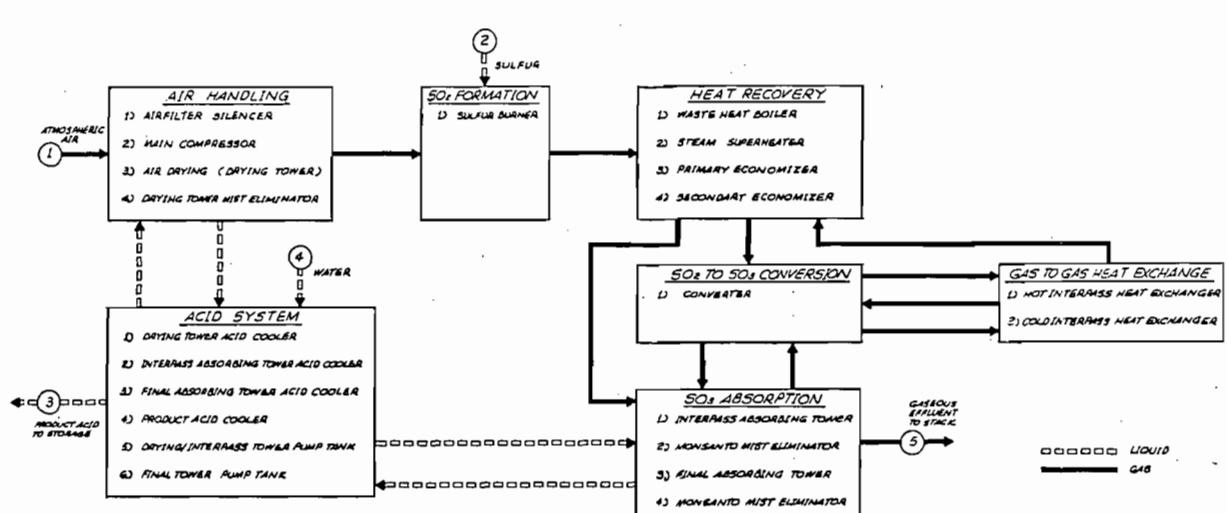 2
SULFUR
AIR HANDLING
1) AIRFILTER SILENCER
2) MAIN COMPRESSOR
3) AIR DRYING (DRYING TOWER)
4) DRYING TOWER MIST ELIMINATOR
ATMOSPHERIC
AIR
1
SO2 FORMATION
1) SULFUR BURNER
HEAT RECOVERY
1) WASTE HEAT BOILER
2) STEAM SUPERHEATER
3) PRIMARY ECONOMIZER
4) SECONDARY ECONOMIZER
4
WATER
SO2 TO SO3 CONVERSION
1) CONVERTER
GAS TO GAS HEAT EXCHANGE
1) HOT INTERPASS HEAT EXCHANGER
2) COLD INTERPASS HEAT EXCHANGER
ACID SYSTEM
1) DRYING TOWER ACID COOLER
2) INTERPASS ABSORBING TOWER ACID COOLER
3) FINAL ABSORBING TOWER ACID COOLER
4) PRODUCT ACID COOLER
5) DRYING/INTERPASS TOWER PUMP TANK
6) FINAL TOWER PUMP TANK
3
PRODUCT ACID
TO STORAGE
SO3 ABSORPTION
1) INTERPASS ABSORBING TOWER
2) MONSANTO MIST ELIMINATOR
3) FINAL ABSORBING TOWER
4) MONSANTO MIST ELIMINATOR
GASEOUS
EFFLUENT
TO STACK
5
LIQUID
GAS